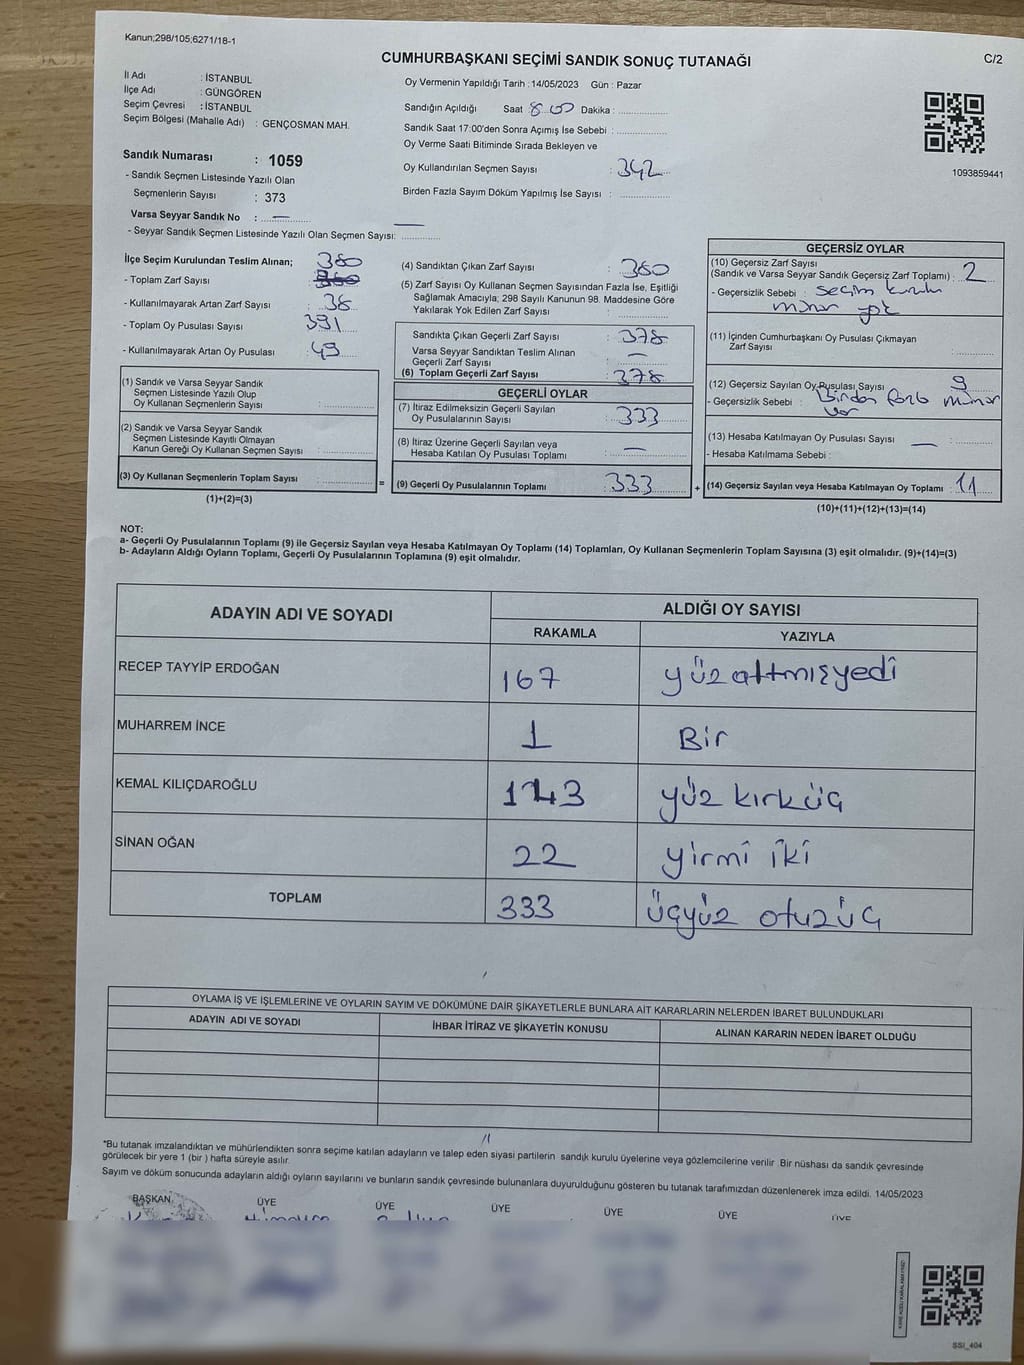 Kanun;298/105;6271/18-1
CUMHURBAŞKANI SEÇİMİ SANDIK SONUÇ TUTANAĞI
C/2
İl Adı : İSTANBUL
İlçe Adı : GÜNGÖREN
Seçim Çevresi : İSTANBUL
Seçim Bölgesi (Mahalle Adı) : GENÇOSMAN MAH.
Oy Vermenin Yapıldığı Tarih : 14/05/2023 Gün : Pazar
Sandığın Açıldığı Saat 8.00 Dakika :
Sandık Saat 17:00'den Sonra Açımış İse Sebebi :
Oy Verme Saati Bitiminde Sırada Bekleyen ve
Oy Kullandırılan Seçmen Sayısı : 342
Birden Fazla Sayım Döküm Yapılmış İse Sayısı :
1093859441
Sandık Numarası : 1059
- Sandık Seçmen Listesinde Yazılı Olan
Seçmenlerin Sayısı : 373
Varsa Seyyar Sandık No : —
- Seyyar Sandık Seçmen Listesinde Yazılı Olan Seçmen Sayısı: —
İlçe Seçim Kurulundan Teslim Alınan; 380
- Toplam Zarf Sayısı :
- Kullanılmayarak Artan Zarf Sayısı : 38
- Toplam Oy Pusulası Sayısı : 391
- Kullanılmayarak Artan Oy Pusulası : 49
(1) Sandık ve Varsa Seyyar Sandık
Seçmen Listesinde Yazılı Olup
Oy Kullanan Seçmenlerin Sayısı :
(2) Sandık ve Varsa Seyyar Sandık
Seçmen Listesinde Kayıtlı Olmayan
Kanun Gereği Oy Kullanan Seçmen Sayısı :
(3) Oy Kullanan Seçmenlerin Toplam Sayısı :
(1)+(2)=(3)
=
(4) Sandıktan Çıkan Zarf Sayısı : 380
(5) Zarf Sayısı Oy Kullanan Seçmen Sayısından Fazla İse, Eşitliği
Sağlamak Amacıyla; 298 Sayılı Kanunun 98. Maddesine Göre
Yakılarak Yok Edilen Zarf Sayısı :
Sandıkta Çıkan Geçerli Zarf Sayısı : 378
Varsa Seyyar Sandıktan Teslim Alınan
Geçerli Zarf Sayısı : —
(6) Toplam Geçerli Zarf Sayısı : 378
GEÇERLİ OYLAR
(7) İtiraz Edilmeksizin Geçerli Sayılan
Oy Pusulalarının Sayısı : 333
(8) İtiraz Üzerine Geçerli Sayılan veya
Hesaba Katılan Oy Pusulası Toplamı : —
(9) Geçerli Oy Pusulalarının Toplamı : 333
+
GEÇERSİZ OYLAR
(10) Geçersiz Zarf Sayısı
(Sandık ve Varsa Seyyar Sandık Geçersiz Zarf Toplamı) : 2
- Geçersizlik Sebebi : seçim kurulu
mührü yok
(11) İçinden Cumhurbaşkanı Oy Pusulası Çıkmayan
Zarf Sayısı :
(12) Geçersiz Sayılan Oy Pusulası Sayısı : 9
- Geçersizlik Sebebi : Birden fazla mühür
var
(13) Hesaba Katılmayan Oy Pusulası Sayısı : —
- Hesaba Katılmama Sebebi :
(14) Geçersiz Sayılan veya Hesaba Katılmayan Oy Toplamı : 11
(10)+(11)+(12)+(13)=(14)
NOT:
a- Geçerli Oy Pusulalarının Toplamı (9) ile Geçersiz Sayılan veya Hesaba Katılmayan Oy Toplamı (14) Toplamları, Oy Kullanan Seçmenlerin Toplam Sayısına (3) eşit olmalıdır. (9)+(14)=(3)
b- Adayların Aldığı Oyların Toplamı, Geçerli Oy Pusulalarının Toplamına (9) eşit olmalıdır.
ADAYIN ADI VE SOYADI
ALDIĞI OY SAYISI
RAKAMLA YAZIYLA
RECEP TAYYİP ERDOĞAN 167 yüzaltmışyedi
MUHARREM İNCE 1 Bir
KEMAL KILIÇDAROĞLU 143 yüz kırküç
SİNAN OĞAN 22 yirmi iki
TOPLAM 333 üçyüz otuzüç
OYLAMA İŞ VE İŞLEMLERİNE VE OYLARIN SAYIM VE DÖKÜMÜNE DAİR ŞİKAYETLERLE BUNLARA AİT KARARLARIN NELERDEN İBARET BULUNDUKLARI
ADAYIN ADI VE SOYADI İHBAR İTİRAZ VE ŞİKAYETİN KONUSU ALINAN KARARIN NEDEN İBARET OLDUĞU
*Bu tutanak imzalandıktan ve mühürlendikten sonra seçime katılan adayların ve talep eden siyasi partilerin sandık kurulu üyelerine veya gözlemcilerine verilir .Bir nüshası da sandık çevresinde
görülecek bir yere 1 (bir ) hafta süreyle asılır.
Sayım ve döküm sonucunda adayların aldığı oyların sayılarını ve bunların sandık çevresinde bulunanlara duyurulduğunu gösteren bu tutanak tarafımızdan düzenlenerek imza edildi. 14/05/2023
BAŞKAN ÜYE ÜYE ÜYE ÜYE ÜYE ÜYE
SSI_404